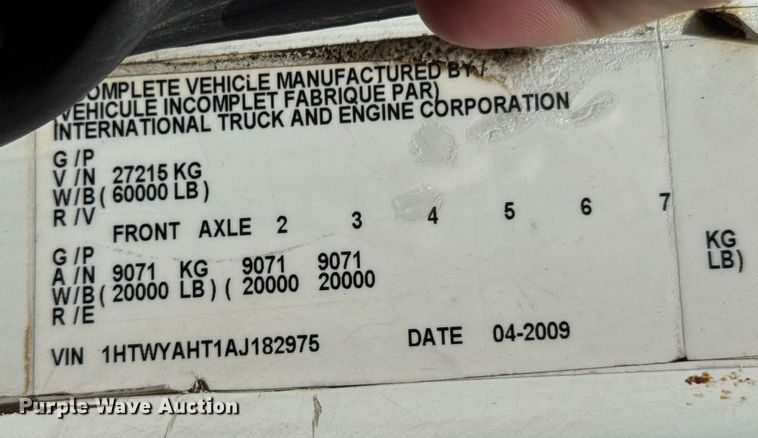 COMPLETE VEHICLE MANUFACTURED BY /
(VEHICULE INCOMPLET FABRIQUE PAR)
INTERNATIONAL TRUCK AND ENGINE CORPORATION
G /P
V /N 27215 KG
W/B ( 60000 LB )
R /V
FRONT AXLE 2 3 4 5 6 7
G /P
A /N 9071 KG 9071 9071 KG
W/B ( 20000 LB ) ( 20000 20000 LB)
R /E
VIN 1HTWYAHT1AJ182975 DATE 04-2009
Purple Wave Auction